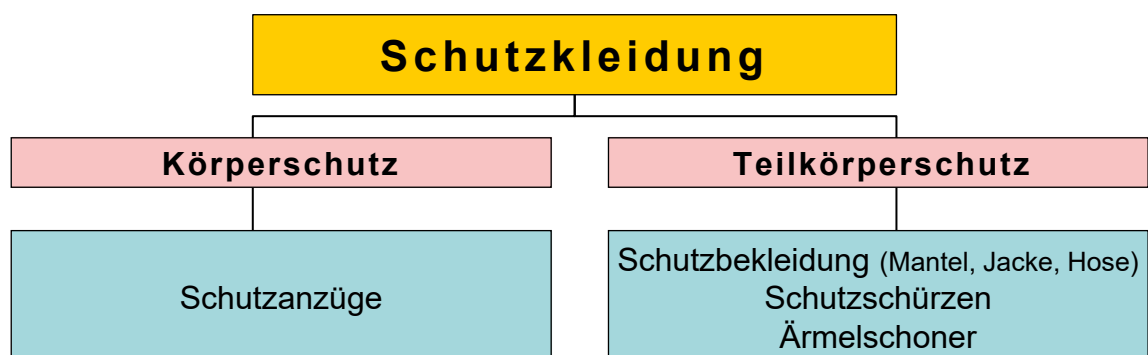 Schutzkleidung
Körperschutz
Teilkörperschutz
Schutzanzüge
Schutzbekleidung (Mantel, Jacke, Hose)
Schutzschürzen
Ärmelschoner